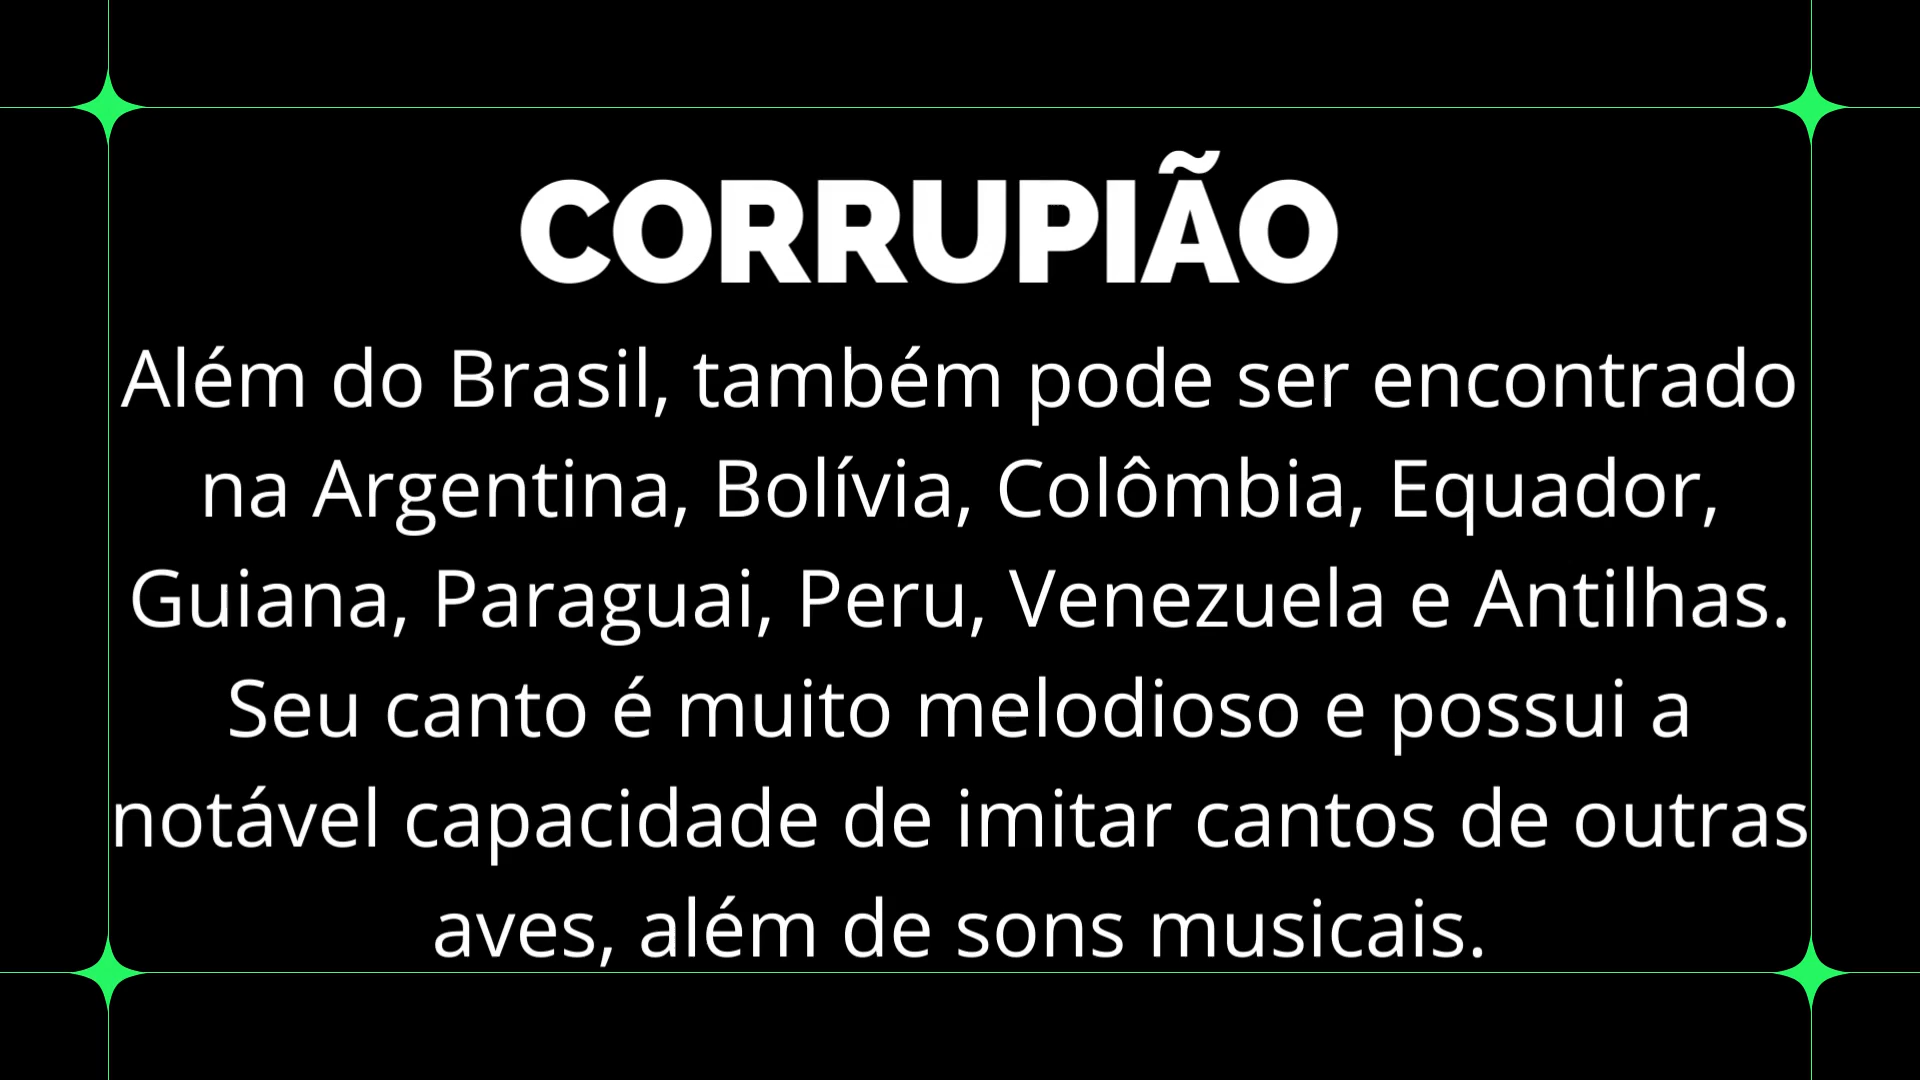 CORRUPIÃO
Além do Brasil, também pode ser encontrado
na Argentina, Bolívia, Colômbia, Equador,
Guiana, Paraguai, Peru, Venezuela e Antilhas.
Seu canto é muito melodioso e possui a
notável capacidade de imitar cantos de outras
aves, além de sons musicais.